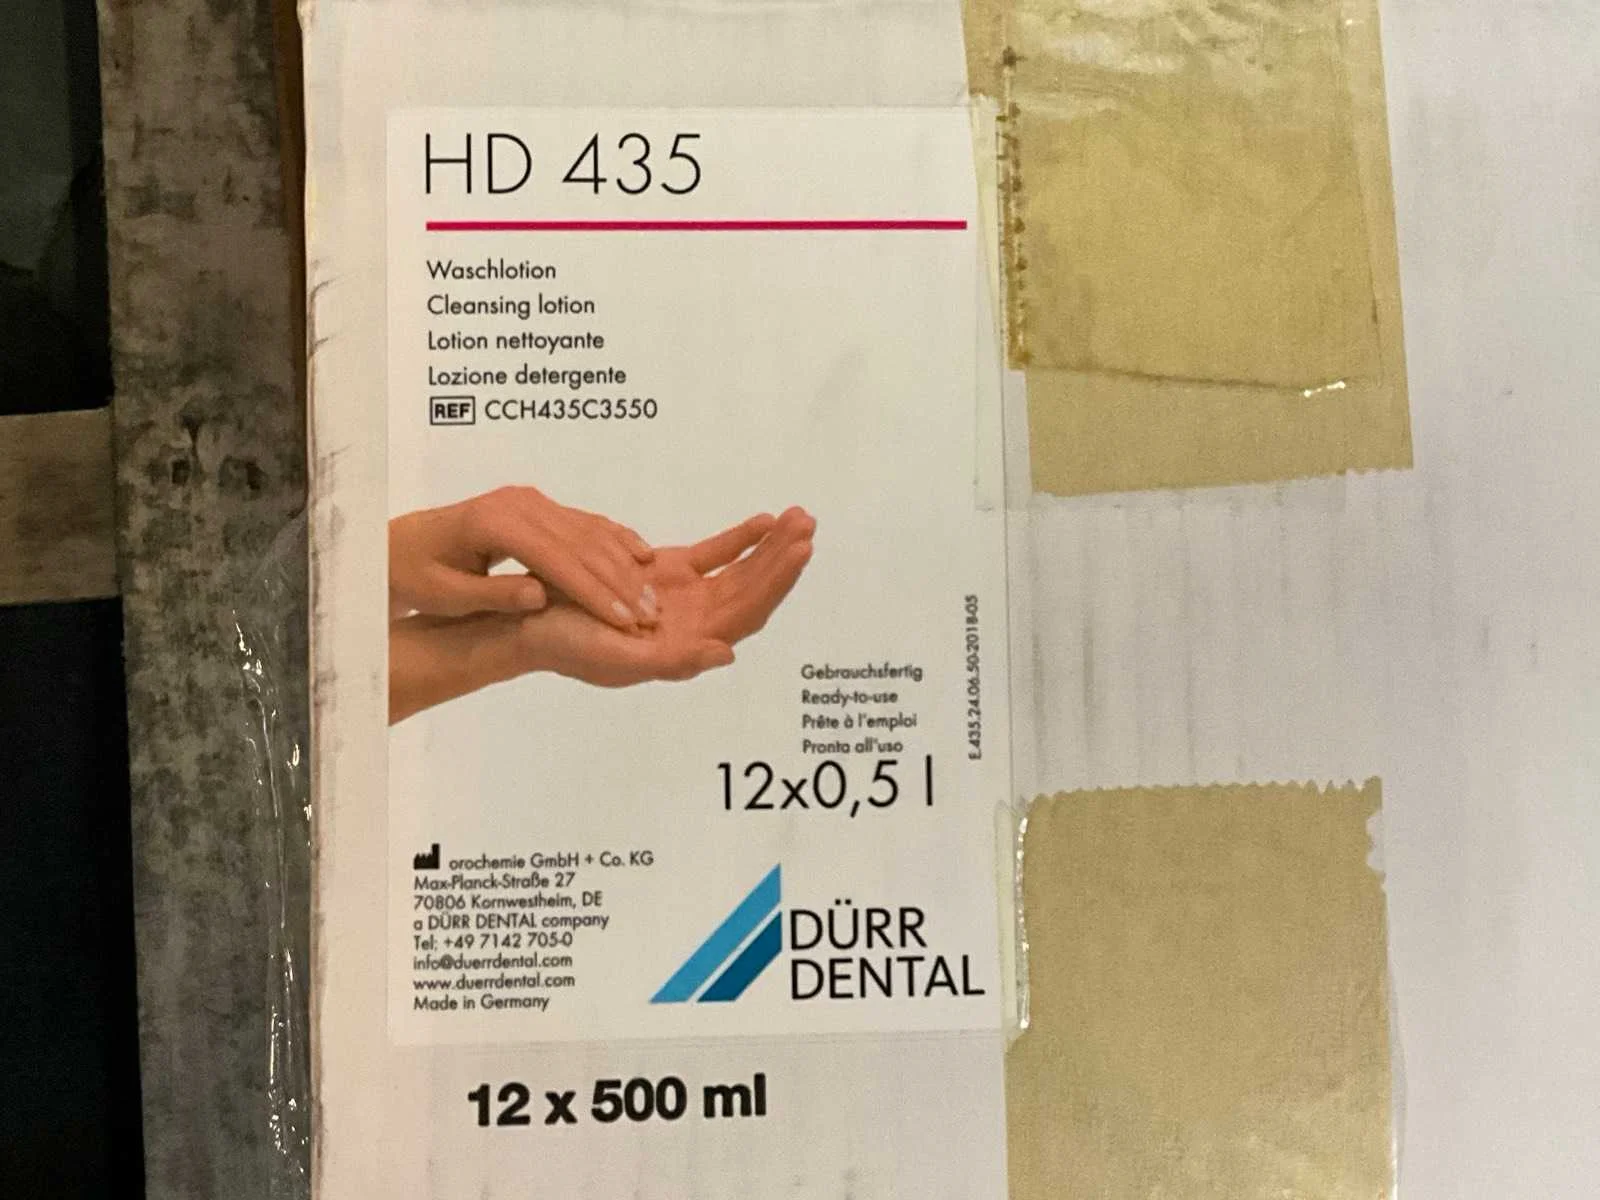 HD 435
Waschlotion
Cleansing lotion
Lotion nettoyante
Lozione detergente
REF CCH435C3550
Gebrauchsfertig
Ready-to-use
Prête à l'emploi
Pronta all'uso
12x0,5 l
E.435.24.06.50-2018-05
orochemie GmbH + Co. KG
Max-Planck-Straße 27
70806 Kornwestheim, DE
a DÜRR DENTAL company
Tel: +49 7142 705-0
info@duerrdental.com
www.duerrdental.com
Made in Germany
DÜRR
DENTAL
12 x 500 ml